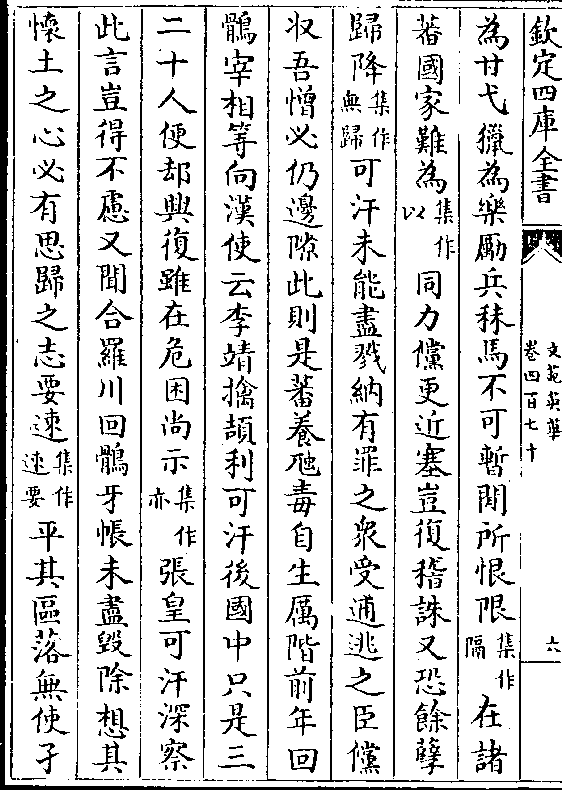 欽定四庫全書
文苑英華
卷四百七十
六
為廿弋獵為樂厲兵秣馬不可暫閒所恨限集作隔在諸
蕃國家難為集作以同力儻更近塞豈復稽誅又恐餘孽
歸降集作無歸可汗未能盡戮納有罪之衆受逋逃之臣儻
收吾憎必仍邊隙此則是蕃養虺毒自生厲階前年回
鶻宰相等向漢使云李靖擒頡利可汗後國中只是三
二十人便却興復雖在危困尚示集作亦張皇可汗深察
此言豈得不慮又聞合羅川回鶻牙帳未盡毀除想其
懷土之心必有思歸之志要速集作速要平其區落無使孑